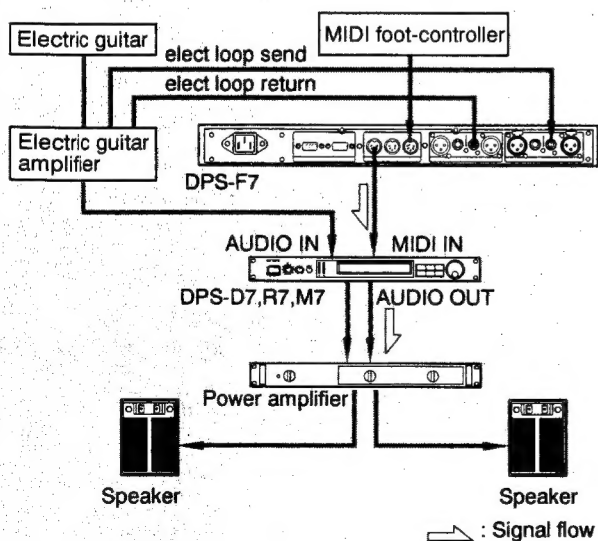 Electric guitar
MIDI foot-controller
elect loop send
elect loop return
Electric guitar
amplifier
DPS-F7
AUDIO IN
MIDI IN
DPS-D7,R7,M7
AUDIO OUT
Power amplifier
Speaker
Speaker
: Signal flow